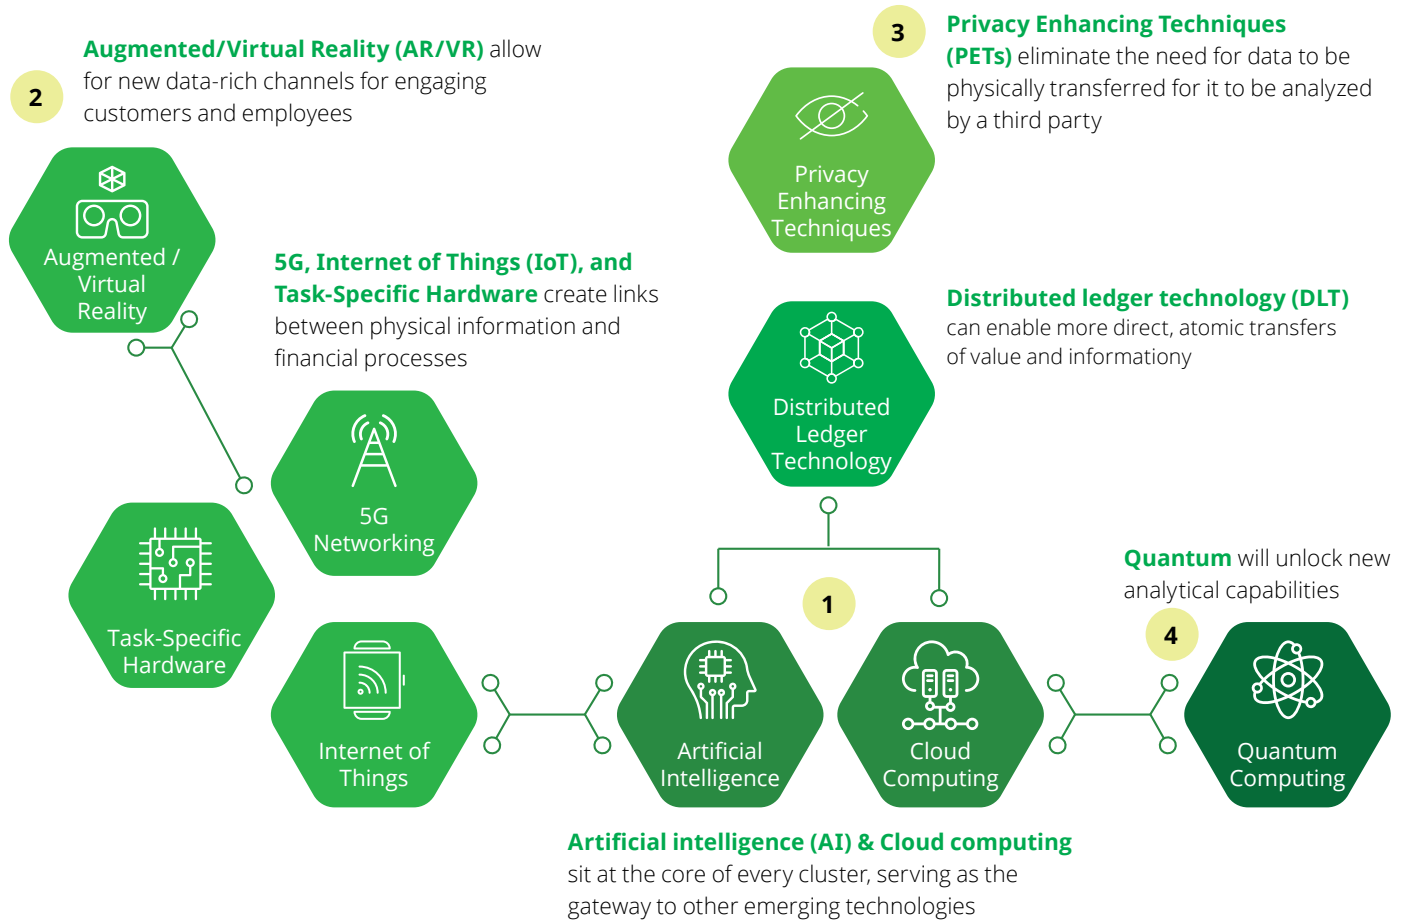 2
Augmented/Virtual Reality (AR/VR) allow
for new data-rich channels for engaging
customers and employees
Augmented /
Virtual
Reality
5G, Internet of Things (IoT), and
Task-Specific Hardware create links
between physical information and
financial processes
5G
Networking
Task-Specific
Hardware
Internet of
Things
3
Privacy Enhancing Techniques
(PETs) eliminate the need for data to be
physically transferred for it to be analyzed
by a third party
Privacy
Enhancing
Techniques
Distributed ledger technology (DLT)
can enable more direct, atomic transfers
of value and informationy
Distributed
Ledger
Technology
1
Artificial
Intelligence
Cloud
Computing
Quantum will unlock new
analytical capabilities
4
Quantum
Computing
Artificial intelligence (AI) & Cloud computing
sit at the core of every cluster, serving as the
gateway to other emerging technologies